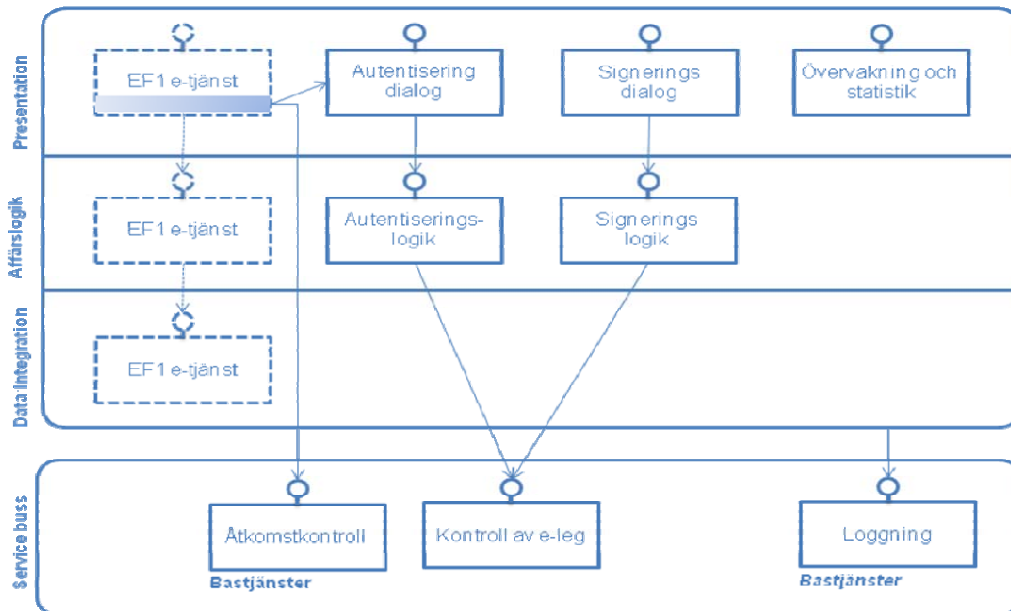 Presentation
EF1 e-tjänst
Autentisering
dialog
Signerings
dialog
Övervakning och
statistik
Affärslogik
EF1 e-tjänst
Autentiserings-
logik
Signerings
logik
Data/Integration
EF1 e-tjänst
Service buss
Åtkomstkontroll
Bastjänster
Kontroll av e-leg
Loggning
Bastjänster